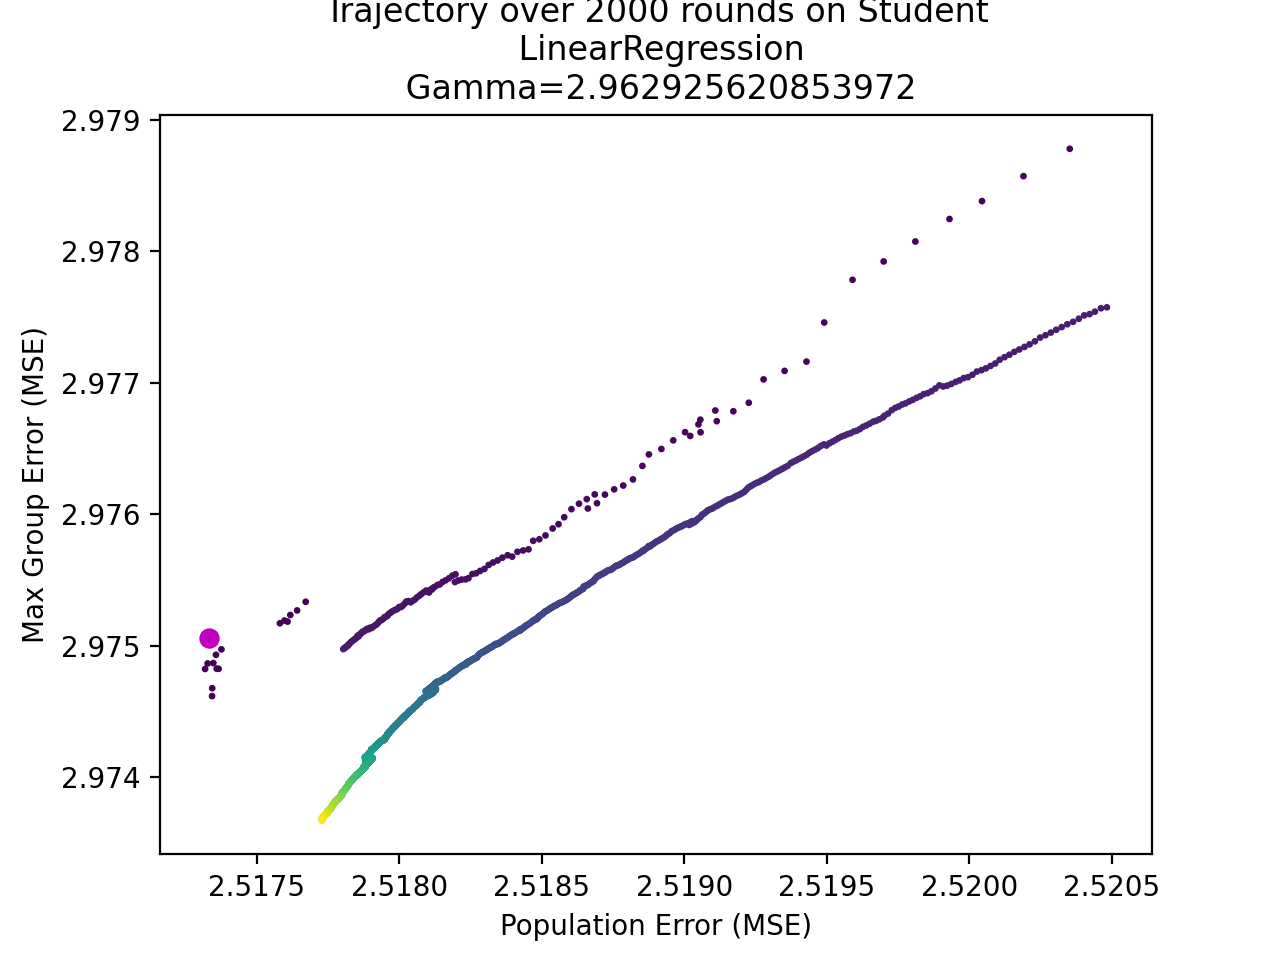 Trajectory over 2000 rounds on Student
LinearRegression
Gamma=2.962925620853972
2.979
2.978
2.977
2.976
2.975
2.974
Max Group Error (MSE)
2.5175 2.5180 2.5185 2.5190 2.5195 2.5200 2.5205
Population Error (MSE)